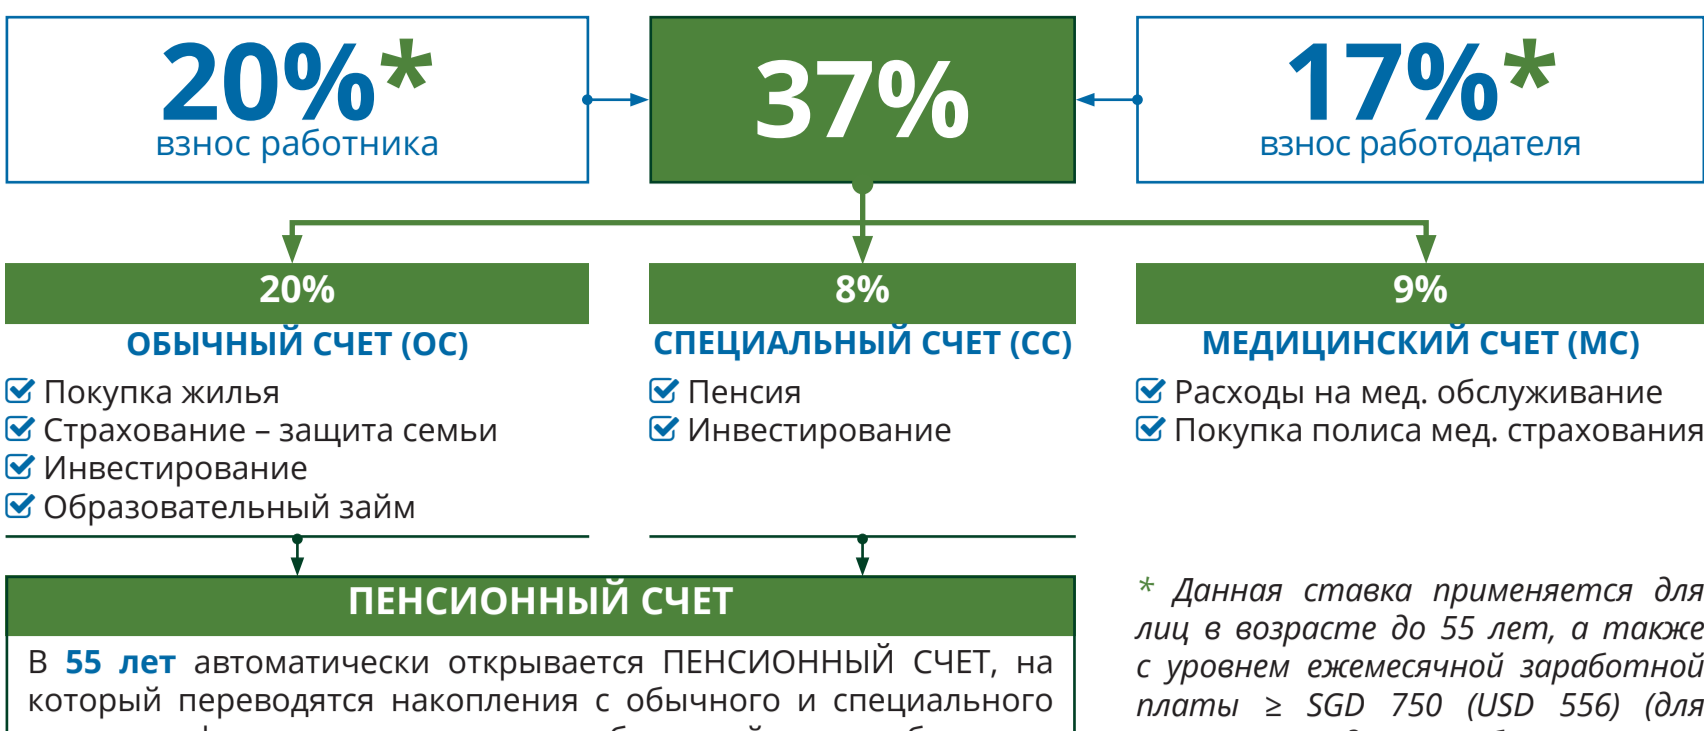 20%*
взнос работника
37%
17%*
взнос работодателя
20%
ОБЫЧНЫЙ СЧЕТ (ОС)
Покупка жилья
Страхование – защита семьи
Инвестирование
Образовательный займ
8%
СПЕЦИАЛЬНЫЙ СЧЕТ (СС)
Пенсия
Инвестирование
9%
МЕДИЦИНСКИЙ СЧЕТ (МС)
Расходы на мед. обслуживание
Покупка полиса мед. страхования
ПЕНСИОННЫЙ СЧЕТ
В 55 лет автоматически открывается ПЕНСИОННЫЙ СЧЕТ, на
который переводятся накопления с обычного и специального
* Данная ставка применяется для
лиц в возрасте до 55 лет, а также
с уровнем ежемесячной заработной
платы ≥ SGD 750 (USD 556) (для